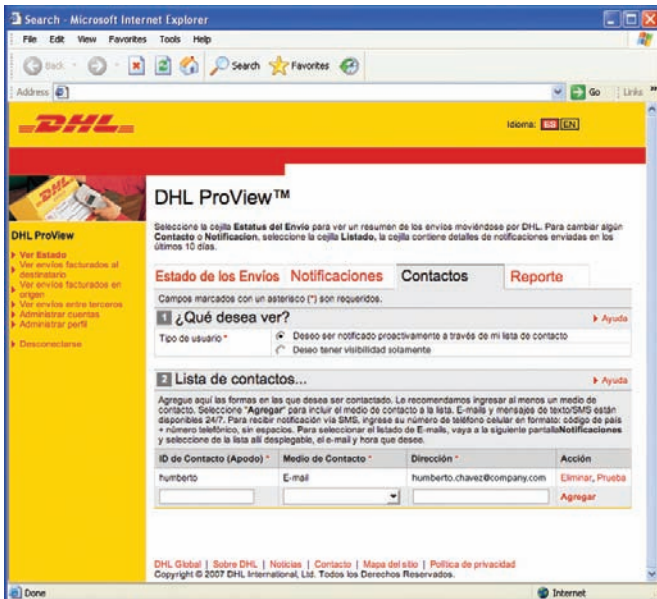 Search - Microsoft Internet Explorer
File Edit View Favorites Tools Help
Back Search Favorites
Address Go Links
DHL
Idioma: ES EN
DHL
DHL ProView™
Seleccione la cejilla Estatus del Envío para ver un resumen de los envíos moviéndose por DHL. Para cambiar algún
Contacto o Notificacion, seleccione la cejilla Listado, la cejilla contiene detalles de notificaciones enviadas en los
últimos 10 días.
DHL ProView
Ver Estado
Ver envíos facturados al
destinatario
Ver envíos facturados en
origen
Ver envíos entre terceros
Administrar cuentas
Administrar perfil
Desconectarse
Estado de los Envíos Notificaciones Contactos Reporte
Campos marcados con un asterisco (*) son requeridos.
1 ¿Qué desea ver? Ayuda
Tipo de usuario * Deseo ser notificado proactivamente a través de mi lista de contacto
Deseo tener visibilidad solamente
2 Lista de contactos... Ayuda
Agregue aquí las formas en las que desea ser contactado. Le recomendamos ingresar al menos un medio de
contacto. Seleccione "Agregar" para incluir el medio de contacto a la lista. E-mails y mensajes de texto/SMS están
disponibles 24/7. Para recibir notificación vía SMS, ingrese su número de teléfono celular en formato: código de país
+ número telefónico, sin espacios. Para seleccionar el listado de E-mails, vaya a la siguiente pantallaNotificaciones
y seleccione de la lista allí desplegable, el e-mail y hora que desee.
ID de Contacto (Apodo) * Medio de Contacto * Dirección * Acción
humberto E-mail humberto.chavez@company.com Eliminar, Prueba
Agregar
DHL Global | Sobre DHL | Noticias | Contacto | Mapa del sitio | Política de privacidad
Copyright © 2007 DHL International, Ltd. Todos los Derechos Reservados.
Done Internet